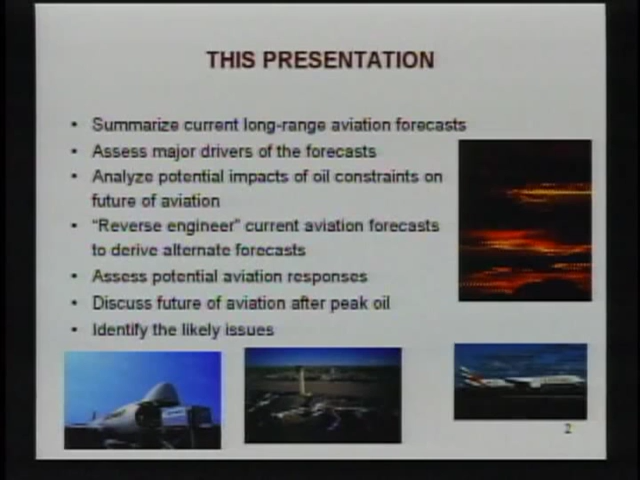 THIS PRESENTATION
• Summarize current long-range aviation forecasts
• Assess major drivers of the forecasts
• Analyze potential impacts of oil constraints on
future of aviation
• "Reverse engineer" current aviation forecasts
to derive alternate forecasts
• Assess potential aviation responses
• Discuss future of aviation after peak oil
• Identify the likely issues
2